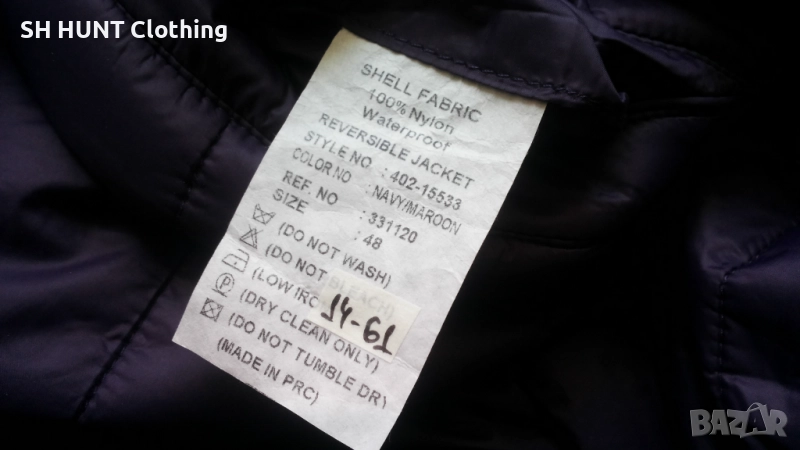 SH HUNT Clothing
SHELL FABRIC
100% Nylon
Waterproof
REVERSIBLE JACKET
STYLE NO : 402-15533
COLOR.NO : NAVY/MAROON
REF. NO : 331120
SIZE : 48
(DO NOT WASH)
(DO NOT BLEACH)
(LOW IRO
14-61
(DRY CLEAN ONLY)
(DO NOT TUMBLE DRY
(MADE IN PRC)
BAZAR